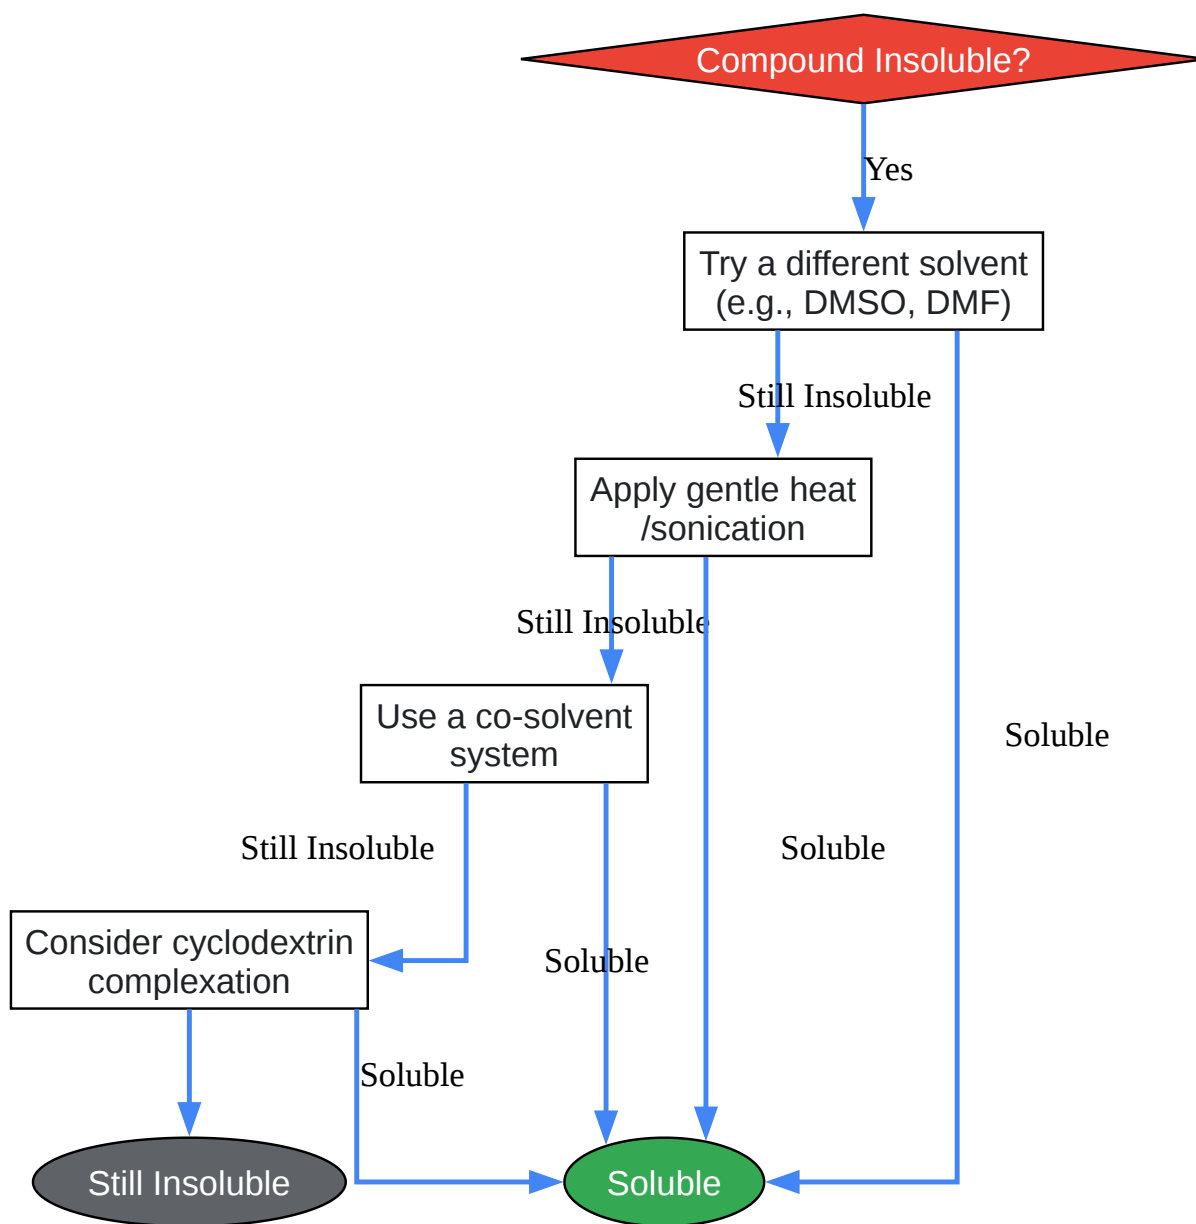 Compound Insoluble?
Yes
Try a different solvent
(e.g., DMSO, DMF)
Still Insoluble
Apply gentle heat
/sonication
Still Insoluble
Use a co-solvent
system
Soluble
Still Insoluble
Soluble
Consider cyclodextrin
complexation
Soluble
Soluble
Still Insoluble
Soluble